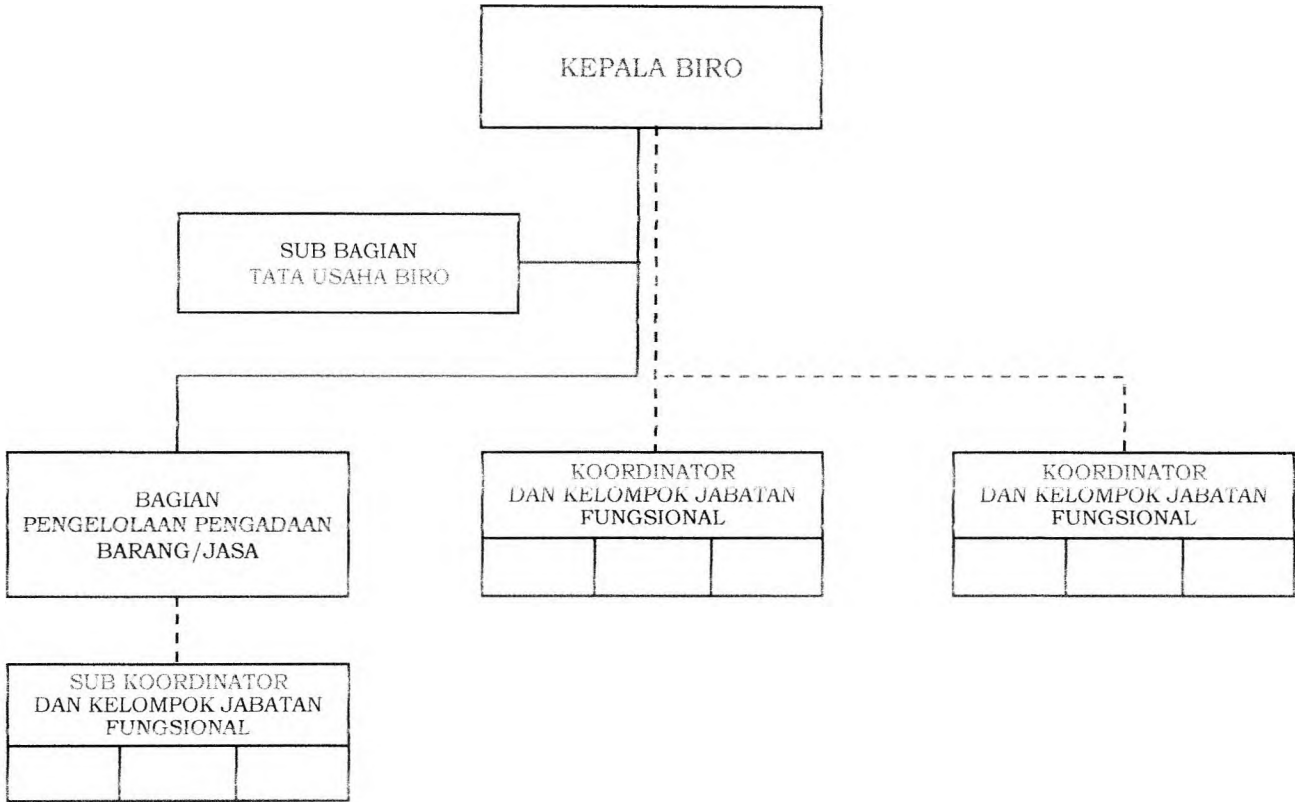 KEPALA BIRO
SUB BAGIAN
TATA USAHA BIRO
BAGIAN
PENGELOLAAN PENGADAAN
BARANG/JASA
KOORDINATOR
DAN KELOMPOK JABATAN
FUNGSIONAL
KOORDINATOR
DAN KELOMPOK JABATAN
FUNGSIONAL
SUB KOORDINATOR
DAN KELOMPOK JABATAN
FUNGSIONAL